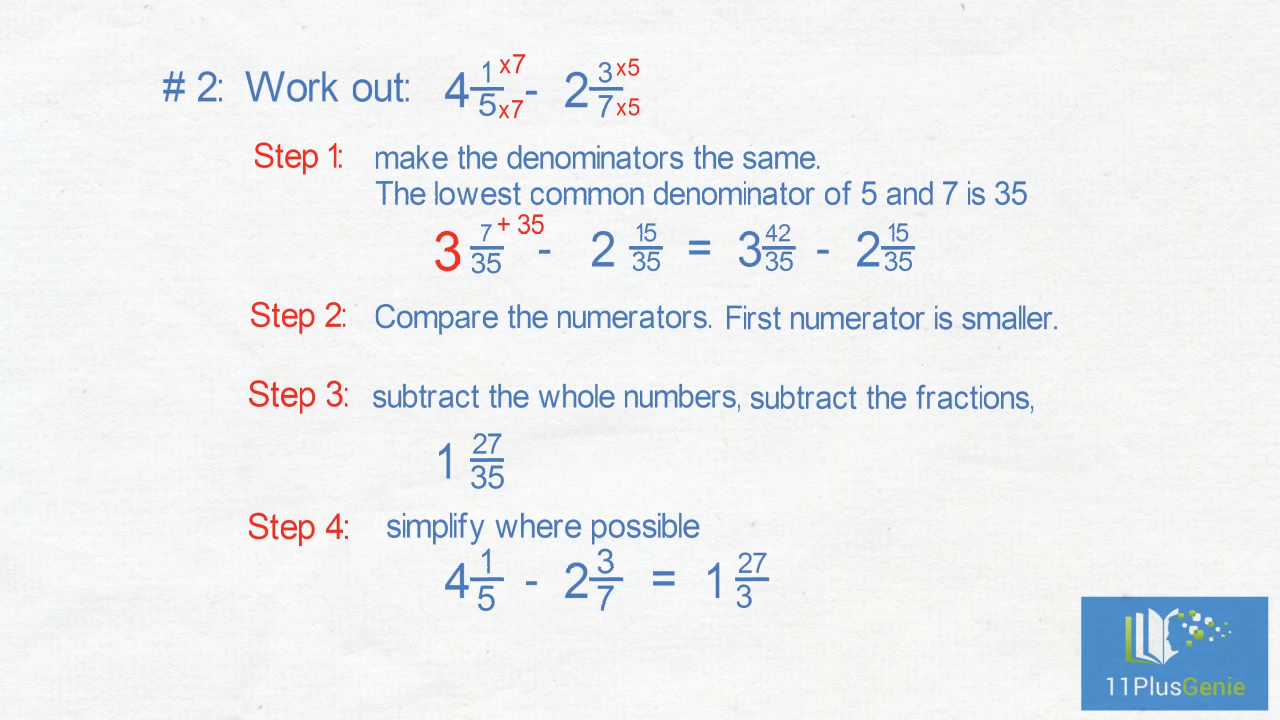 # 2: Work out: 4 1/5 x7 x7 - 2 3/7 x5 x5
Step 1: make the denominators the same.
The lowest common denominator of 5 and 7 is 35
3 7/35 + 35 - 2 15/35 = 3 42/35 - 2 15/35
Step 2: Compare the numerators. First numerator is smaller.
Step 3: subtract the whole numbers, subtract the fractions,
1 27/35
Step 4: simplify where possible
4 1/5 - 2 3/7 = 1 27/3
11PlusGenie